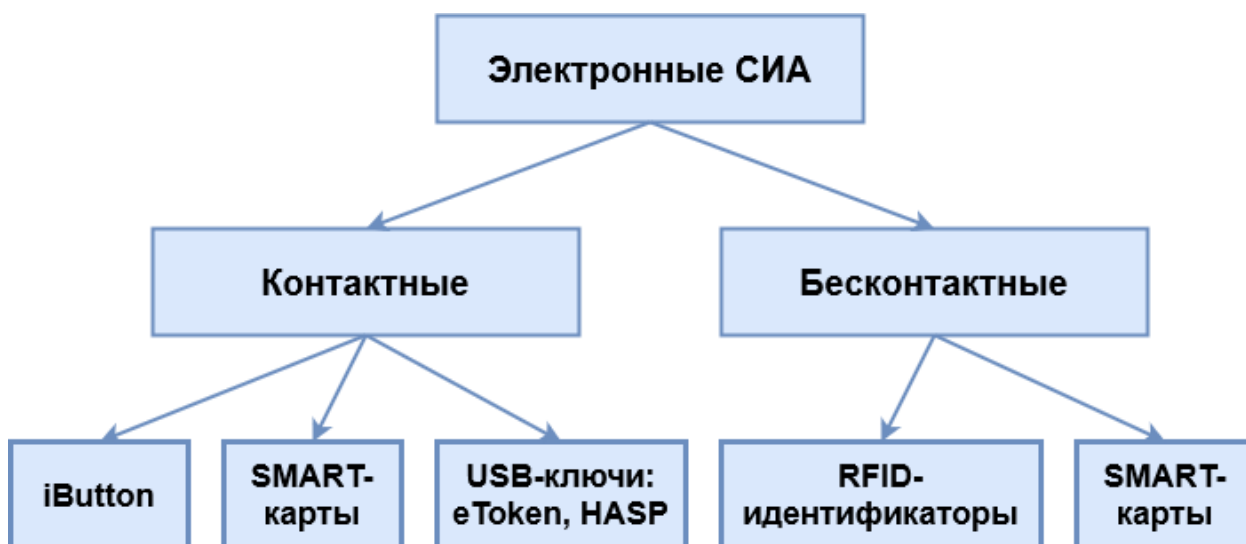 Электронные СИА
Контактные
Бесконтактные
iButton
SMART-
карты
USB-ключи:
eToken, HASP
RFID-
идентификаторы
SMART-
карты